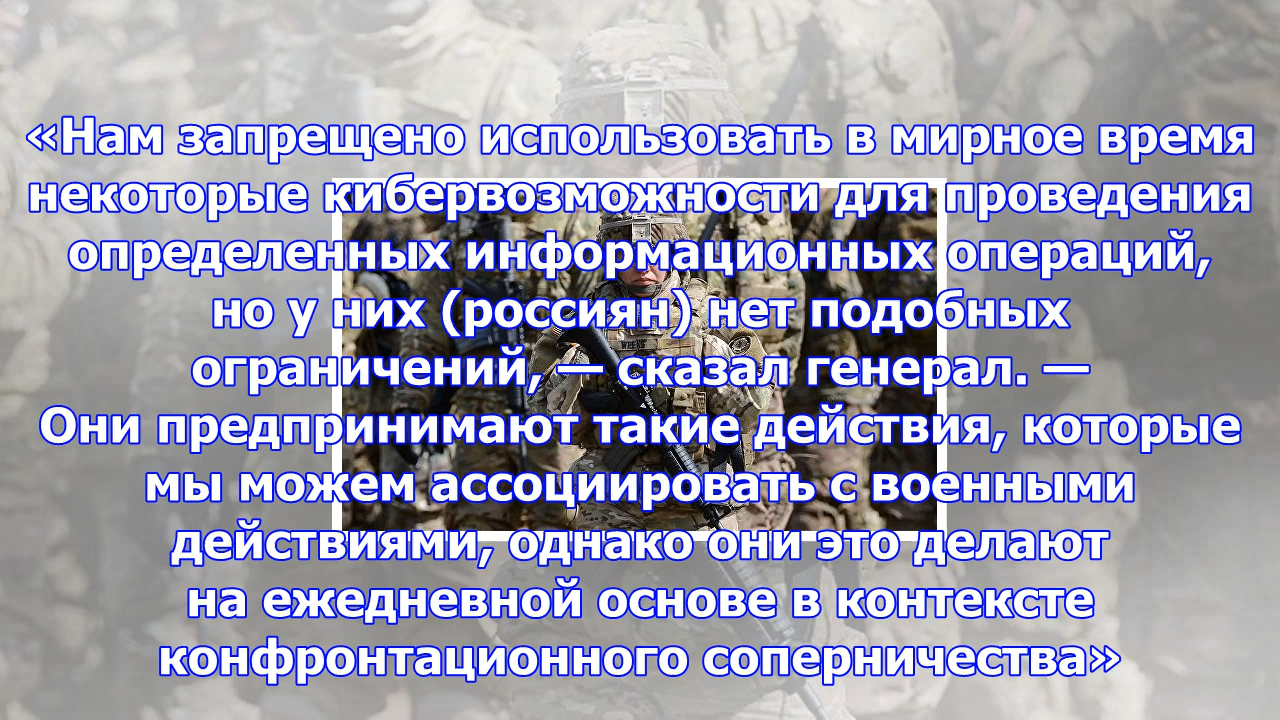 «Нам запрещено использовать в мирное время
некоторые кибервозможности для проведения
определенных информационных операций,
но у них (россиян) нет подобных
ограничений, — сказал генерал. —
Они предпринимают такие действия, которые
мы можем ассоциировать с военными
действиями, однако они это делают
на ежедневной основе в контексте
конфронтационного соперничества»